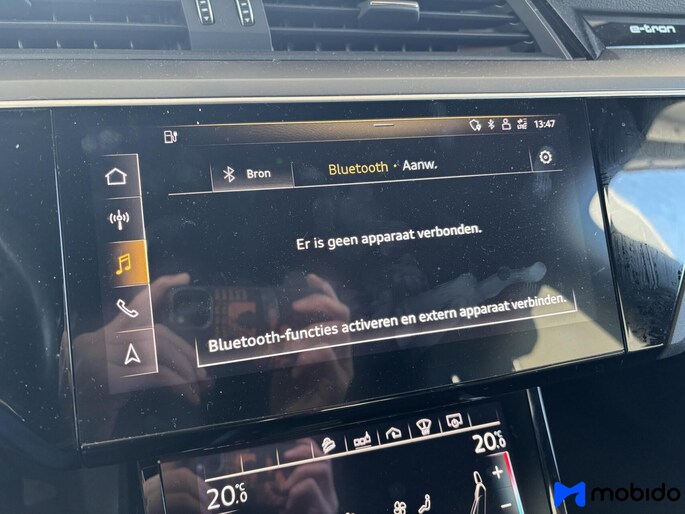 e-tron
LTE
13:47
Bron
Bluetooth · Aanw.
Er is geen apparaat verbonden.
Bluetooth-functies activeren en extern apparaat verbinden.
20.0 °C
20.0 °C
+
−
mobido